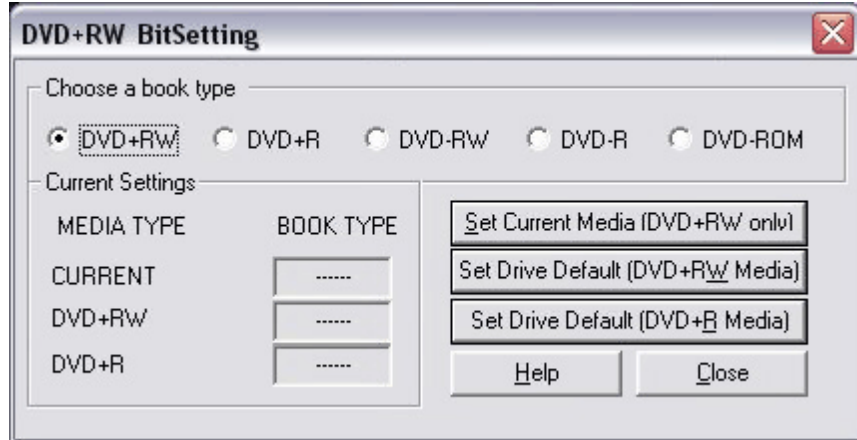 DVD+RW BitSetting
Choose a book type
DVD+RW DVD+R DVD-RW DVD-R DVD-ROM
Current Settings
MEDIA TYPE BOOK TYPE
CURRENT ------
DVD+RW ------
DVD+R ------
Set Current Media (DVD+RW only)
Set Drive Default (DVD+RW Media)
Set Drive Default (DVD+R Media)
Help Close